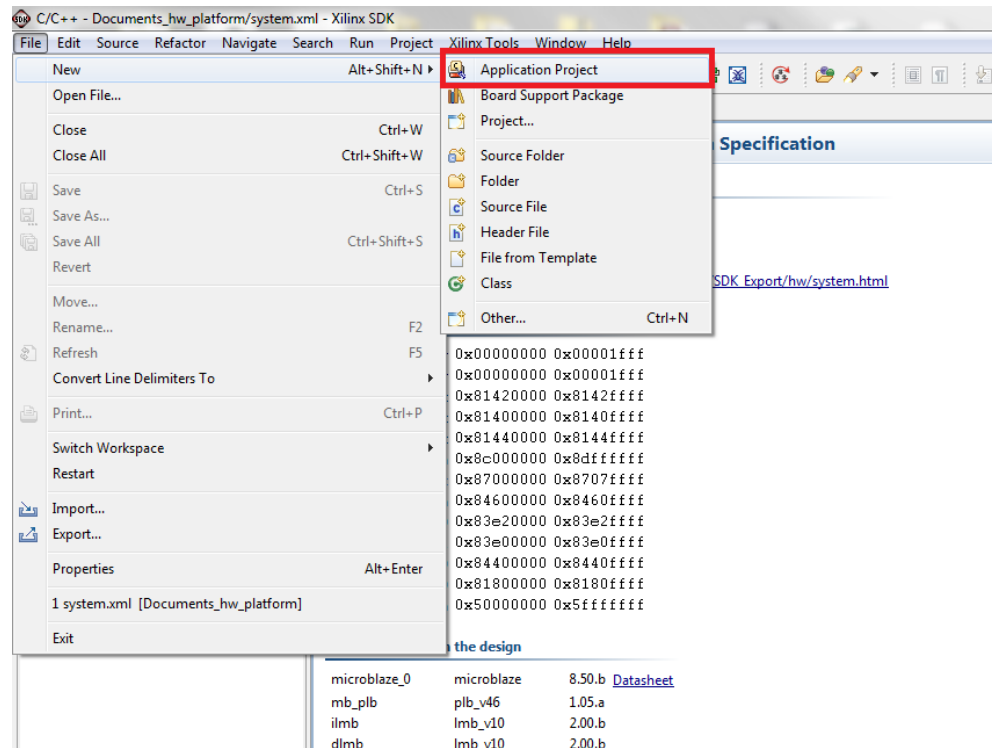 C/C++ - Documents_hw_platform/system.xml - Xilinx SDK
File Edit Source Refactor Navigate Search Run Project Xilinx Tools Window Help
New Alt+Shift+N
Open File...
Close Ctrl+W
Close All Ctrl+Shift+W
Save Ctrl+S
Save As...
Save All Ctrl+Shift+S
Revert
Move...
Rename... F2
Refresh F5
Convert Line Delimiters To
Print... Ctrl+P
Switch Workspace
Restart
Import...
Export...
Properties Alt+Enter
1 system.xml [Documents_hw_platform]
Exit
Application Project
Board Support Package
Project...
Source Folder
Folder
Source File
Header File
File from Template
Class
Other... Ctrl+N
Specification
/SDK_Export/hw/system.html
0x00000000 0x00001fff
0x00000000 0x00001fff
0x81420000 0x8142ffff
0x81400000 0x8140ffff
0x81440000 0x8144ffff
0x8c000000 0x8dffffff
0x87000000 0x8707ffff
0x84600000 0x8460ffff
0x83e20000 0x83e2ffff
0x83e00000 0x83e0ffff
0x84400000 0x8440ffff
0x81800000 0x8180ffff
0x50000000 0x5fffffff
the design
microblaze_0 microblaze 8.50.b Datasheet
mb_plb plb_v46 1.05.a
ilmb lmb_v10 2.00.b
dlmb lmb_v10 2.00.b